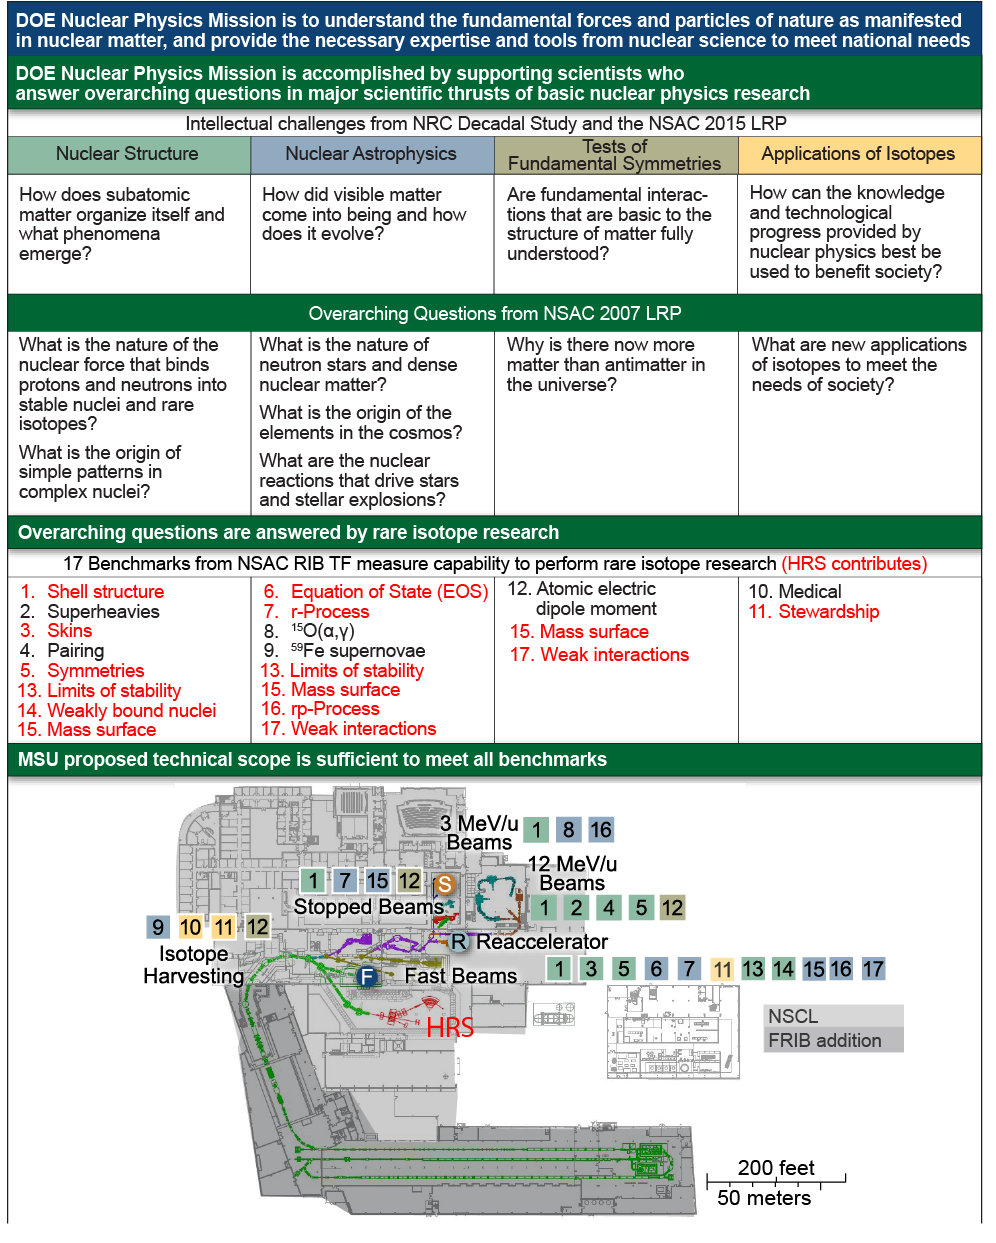 DOE Nuclear Physics Mission is to understand the fundamental forces and particles of nature as manifested
in nuclear matter, and provide the necessary expertise and tools from nuclear science to meet national needs
DOE Nuclear Physics Mission is accomplished by supporting scientists who
answer overarching questions in major scientific thrusts of basic nuclear physics research
Intellectual challenges from NRC Decadal Study and the NSAC 2015 LRP
Nuclear Structure
Nuclear Astrophysics
Tests of
Fundamental Symmetries
Applications of Isotopes
How does subatomic
matter organize itself and
what phenomena
emerge?
How did visible matter
come into being and how
does it evolve?
Are fundamental interac-
tions that are basic to the
structure of matter fully
understood?
How can the knowledge
and technological
progress provided by
nuclear physics best be
used to benefit society?
Overarching Questions from NSAC 2007 LRP
What is the nature of the
nuclear force that binds
protons and neutrons into
stable nuclei and rare
isotopes?
What is the origin of
simple patterns in
complex nuclei?
What is the nature of
neutron stars and dense
nuclear matter?
What is the origin of the
elements in the cosmos?
What are the nuclear
reactions that drive stars
and stellar explosions?
Why is there now more
matter than antimatter in
the universe?
What are new applications
of isotopes to meet the
needs of society?
Overarching questions are answered by rare isotope research
17 Benchmarks from NSAC RIB TF measure capability to perform rare isotope research (HRS contributes)
1. Shell structure
2. Superheavies
3. Skins
4. Pairing
5. Symmetries
13. Limits of stability
14. Weakly bound nuclei
15. Mass surface
6. Equation of State (EOS)
7. r-Process
8. ¹⁵O(α,γ)
9. ⁵⁹Fe supernovae
13. Limits of stability
15. Mass surface
16. rp-Process
17. Weak interactions
12. Atomic electric
dipole moment
15. Mass surface
17. Weak interactions
10. Medical
11. Stewardship
MSU proposed technical scope is sufficient to meet all benchmarks
3 MeV/u
Beams
1 8 16
12 MeV/u
Beams
1 2 4 5 12
1 7 15 12
S
Stopped Beams
9 10 11 12
Isotope
Harvesting
R Reaccelerator
F Fast Beams
1 3 5 6 7 11 13 14 15 16 17
HRS
NSCL
FRIB addition
200 feet
50 meters